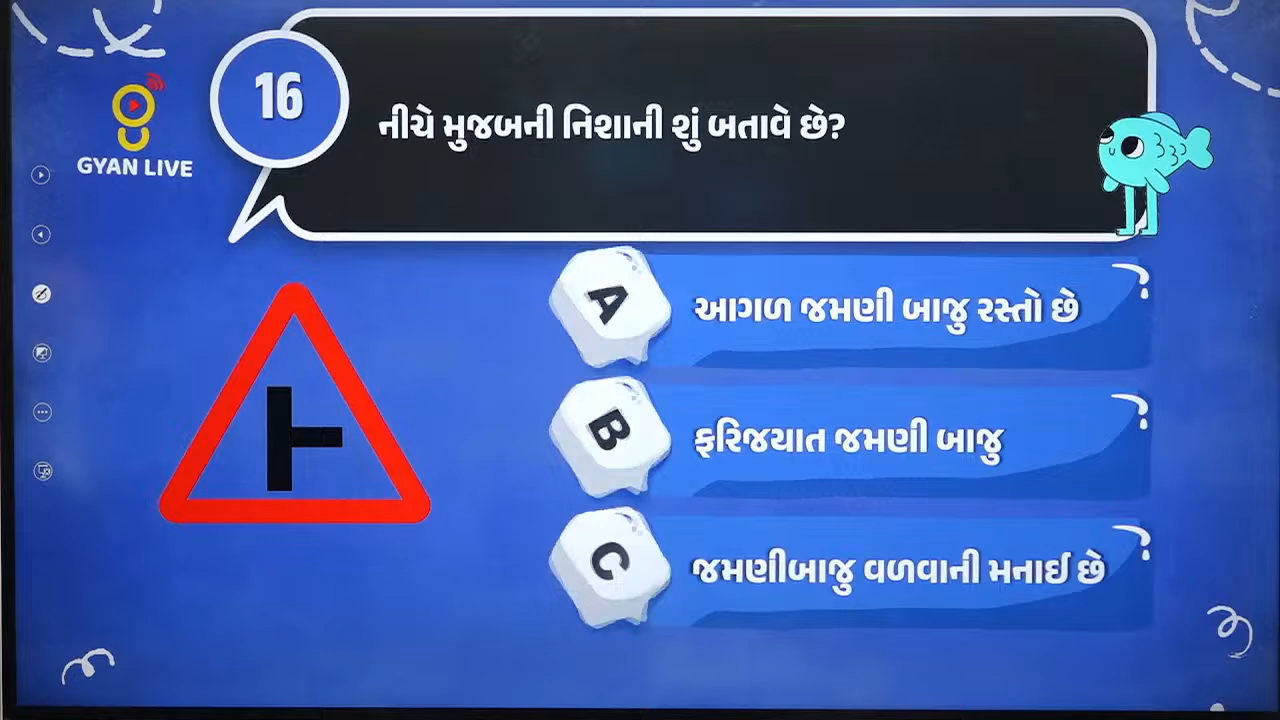 16
નીચે મુજબની નિશાની શું બતાવે છે?
GYAN LIVE
A
આગળ જમણી બાજુ રસ્તો છે
B
ફરિજયાત જમણી બાજુ
C
જમણીબાજુ વળવાની મનાઈ છે